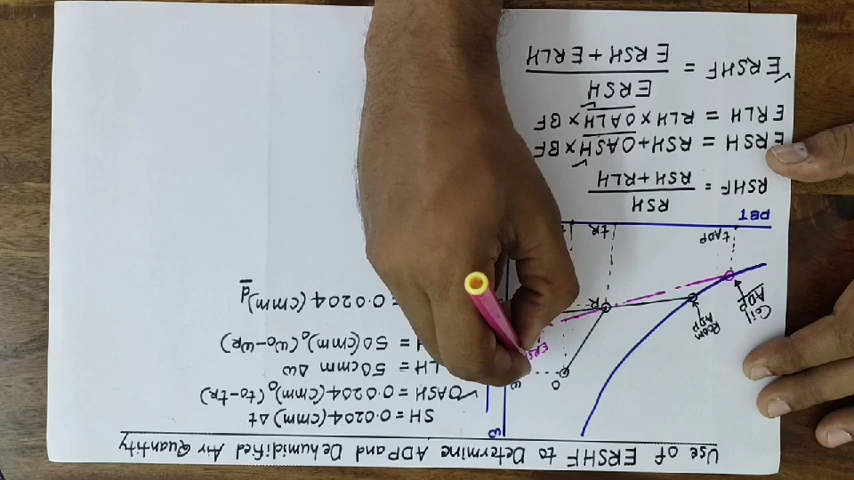 Use of ERSHF to Determine ADP and Dehumidified Air Quantity
SH = 0.0204 (cmm) Δt
✓OASH = 0.0204 (cmm)o (to-tR)
LH = 50 cmm Δω
H = 50 (cmm)o (ωo-ωR)
= 0.0204 (cmm)d
ω
ω
O
R
ERS
Room ADP
Coil ADP
tR
tADP
DBT
RSHF = RSH / RSH + RLH
ERSH = RSH + OASH × BF
ERLH = RLH × OALH × BF
✓ERSHF = ERSH / ERSH + ERLH